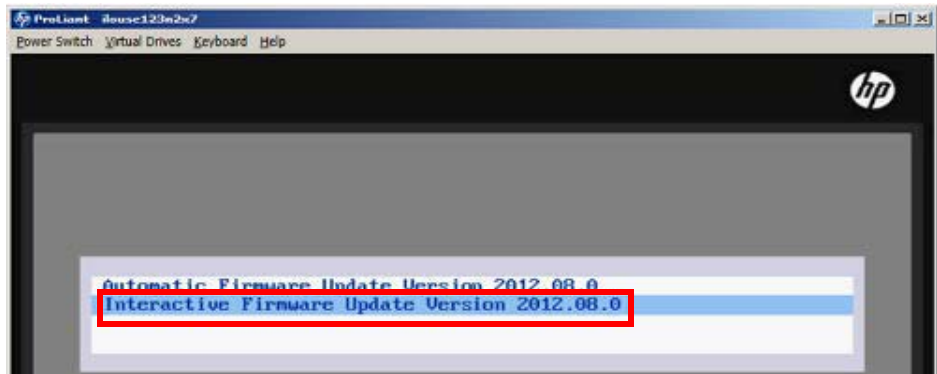 ProLiant ilousc123m2x7
Power Switch Virtual Drives Keyboard Help
hp
Automatic Firmware Update Version 2012.08.0
Interactive Firmware Update Version 2012.08.0